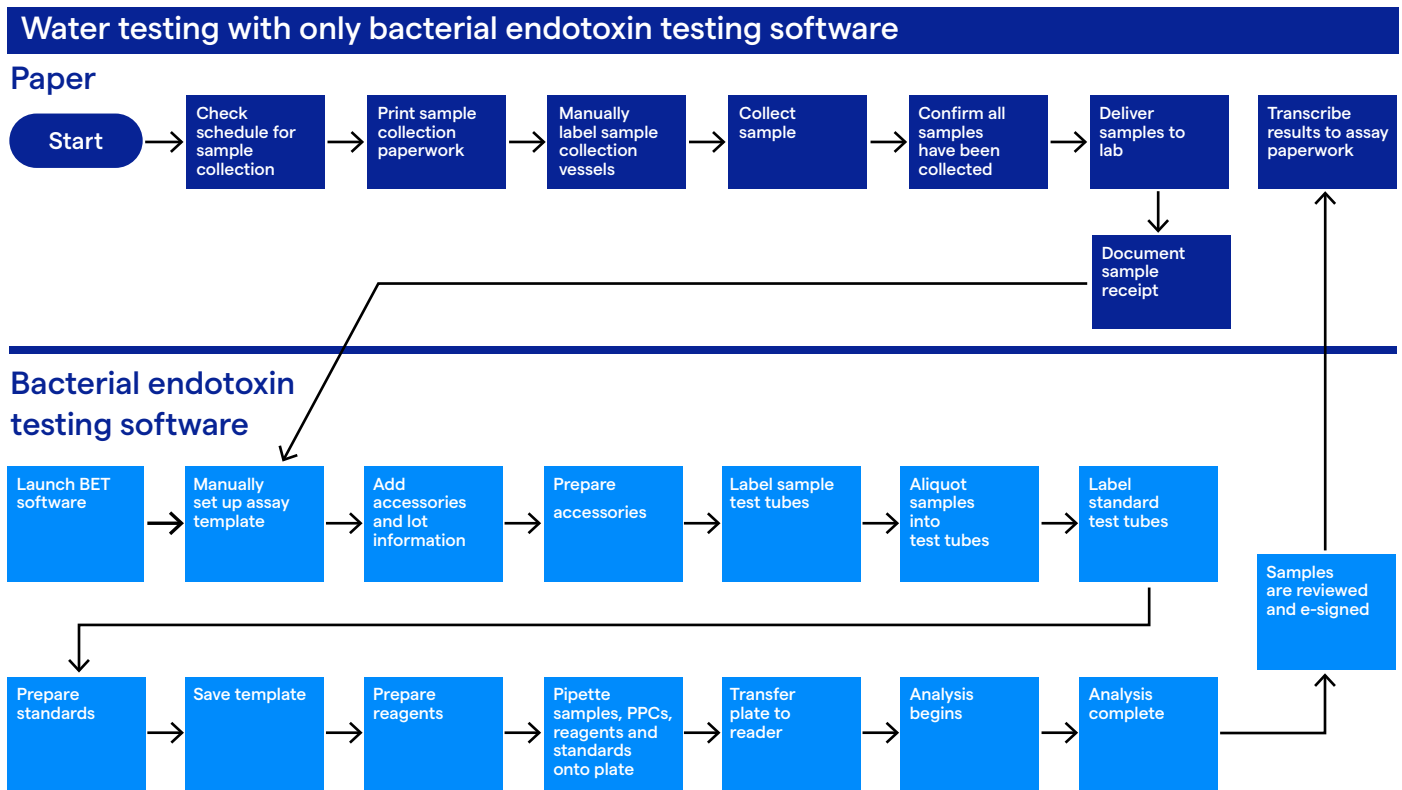 Water testing with only bacterial endotoxin testing software
Paper
Start
Check
schedule for
sample
collection
Print sample
collection
paperwork
Manually
label sample
collection
vessels
Collect
sample
Confirm all
samples
have been
collected
Deliver
samples to
lab
Transcribe
results to assay
paperwork
Document
sample
receipt
Bacterial endotoxin
testing software
Launch BET
software
Manually
set up assay
template
Add
accessories
and lot
information
Prepare
accessories
Label sample
test tubes
Aliquot
samples
into
test tubes
Label
standard
test tubes
Samples
are reviewed
and e-signed
Prepare
standards
Save template
Prepare
reagents
Pipette
samples, PPCs,
reagents and
standards
onto plate
Transfer
plate to
reader
Analysis
begins
Analysis
complete